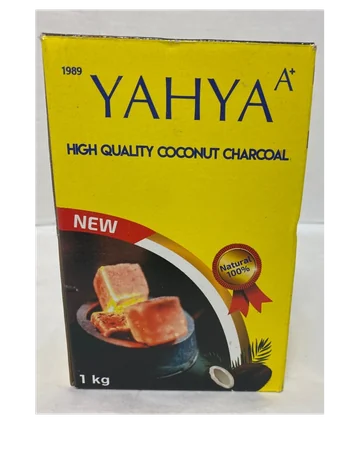 1989
YAHYA A+
HIGH QUALITY COCONUT CHARCOAL
NEW
Natural
100%
1 kg